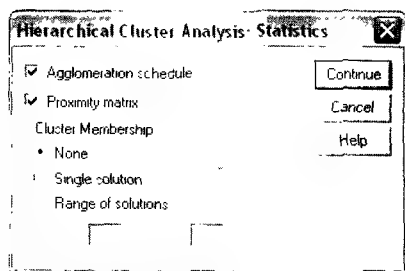 Hierarchical Cluster Analysis: Statistics
Agglomeration schedule
Continue
Proximity matrix
Cancel
Cluster Membership
Help
None
Single solution
Range of solutions